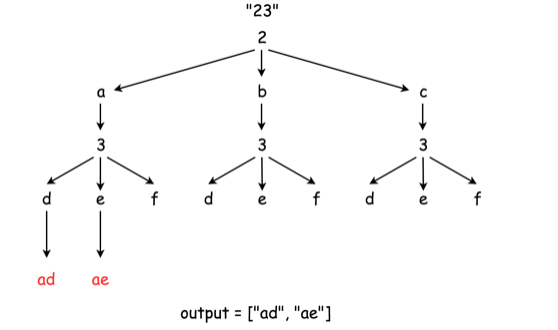 "23"
2
a b c
3 3 3
d e f d e f d e f
ad ae
output = ["ad", "ae"]